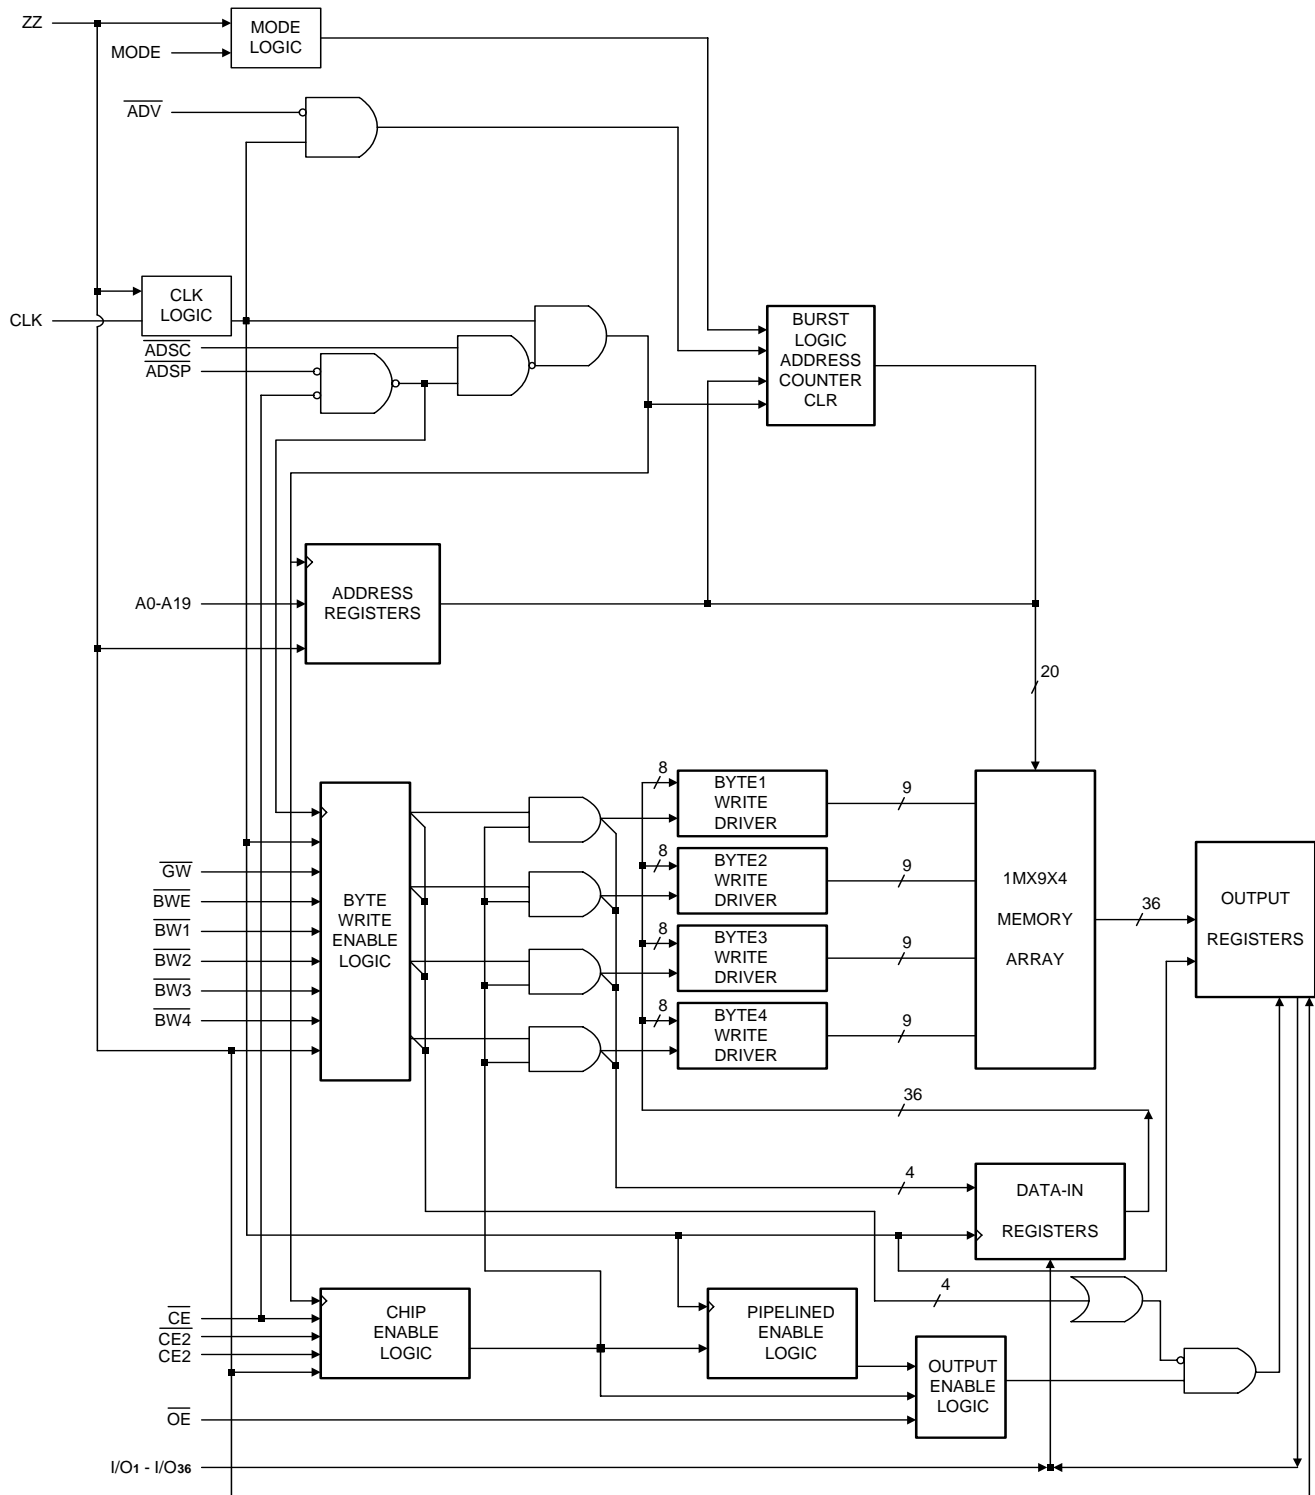 ZZ
MODE
MODE
LOGIC
ADV
CLK
CLK
LOGIC
ADSC
ADSP
BURST
LOGIC
ADDRESS
COUNTER
CLR
A0-A19
ADDRESS
REGISTERS
20
GW
BWE
BW1
BW2
BW3
BW4
BYTE
WRITE
ENABLE
LOGIC
8
BYTE1
WRITE
DRIVER
9
8
BYTE2
WRITE
DRIVER
9
8
BYTE3
WRITE
DRIVER
9
8
BYTE4
WRITE
DRIVER
9
1MX9X4
MEMORY
ARRAY
36
OUTPUT
REGISTERS
36
4
DATA-IN
REGISTERS
4
CE
CE2
CE2
CHIP
ENABLE
LOGIC
PIPELINED
ENABLE
LOGIC
OUTPUT
ENABLE
LOGIC
OE
I/O1 - I/O36